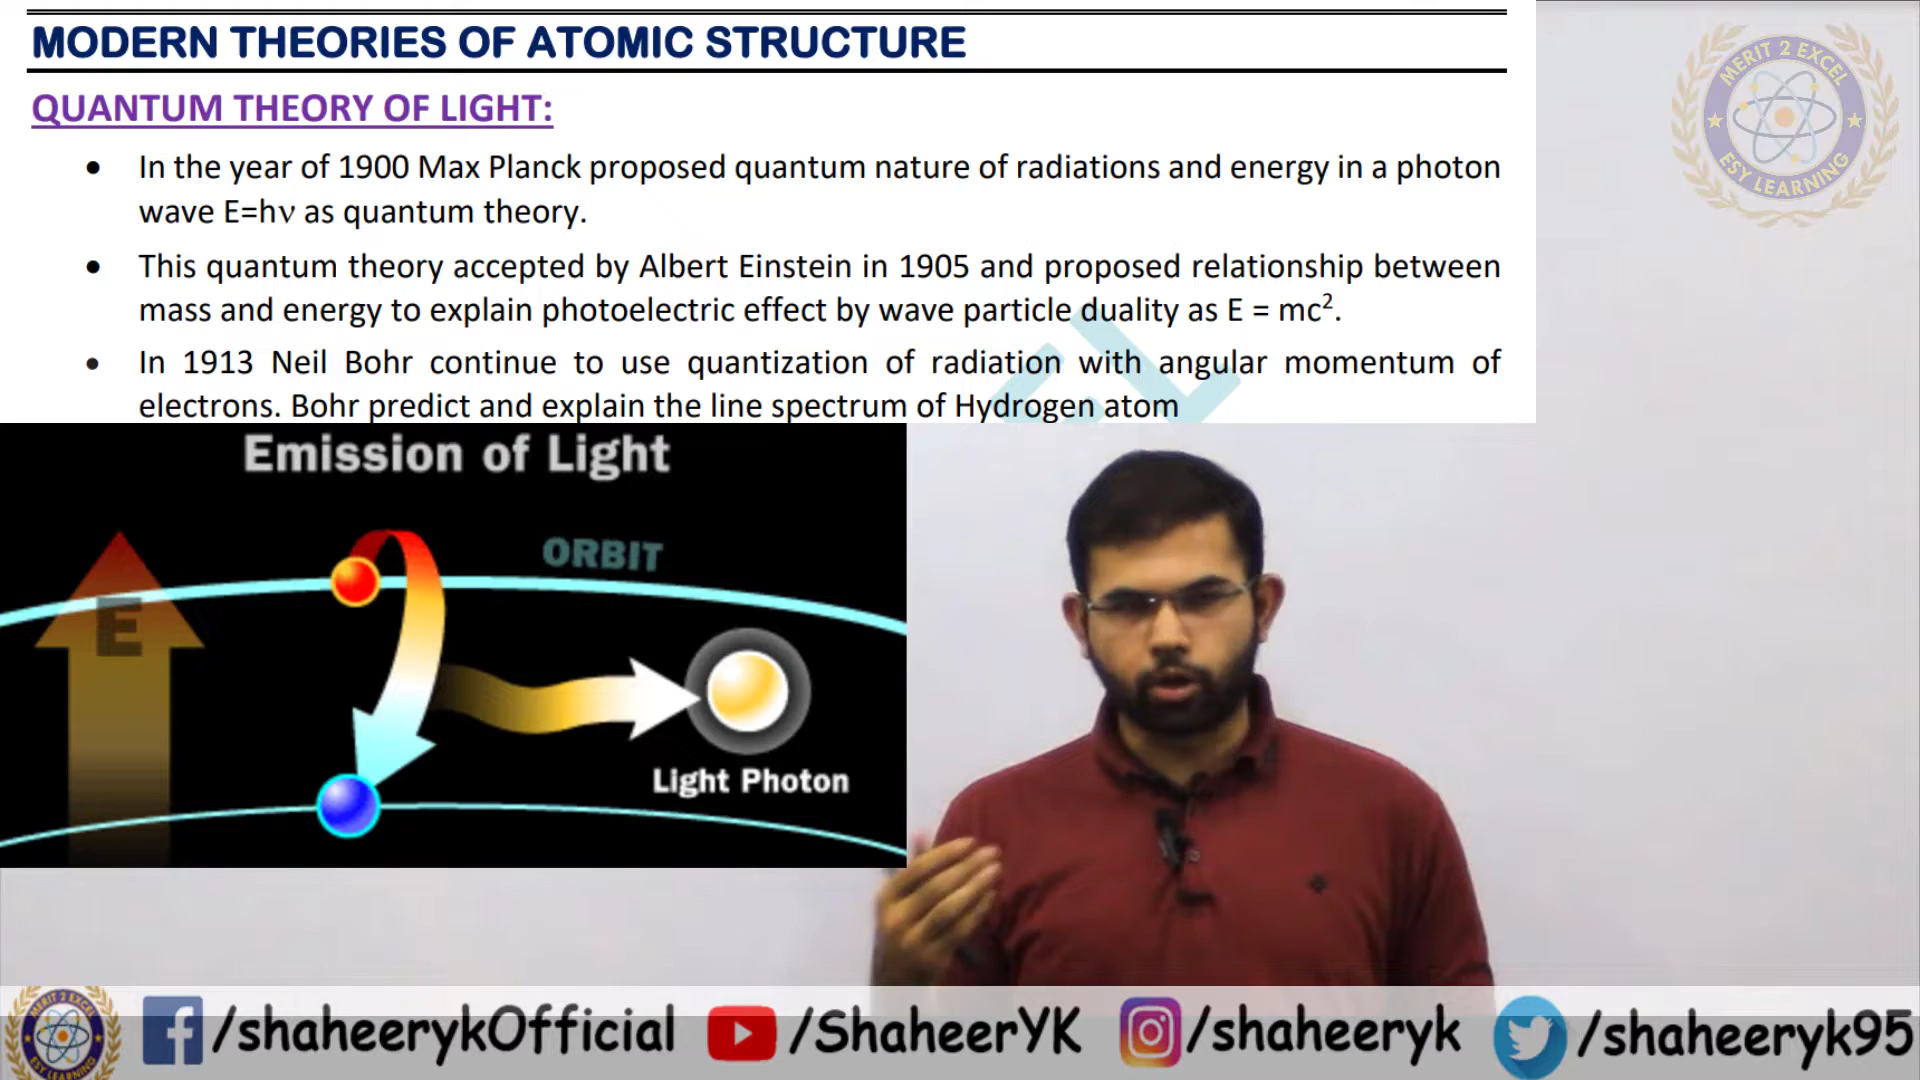 MODERN THEORIES OF ATOMIC STRUCTURE
QUANTUM THEORY OF LIGHT:
• In the year of 1900 Max Planck proposed quantum nature of radiations and energy in a photon
wave E=hν as quantum theory.
• This quantum theory accepted by Albert Einstein in 1905 and proposed relationship between
mass and energy to explain photoelectric effect by wave particle duality as E = mc².
• In 1913 Neil Bohr continue to use quantization of radiation with angular momentum of
electrons. Bohr predict and explain the line spectrum of Hydrogen atom
MERIT 2 EXCEL
ESY LEARNING
Emission of Light
ORBIT
E
Light Photon
MERIT 2 EXCEL
ESY LEARNING
/shaheerykOfficial
/ShaheerYK
/shaheeryk
/shaheeryk95